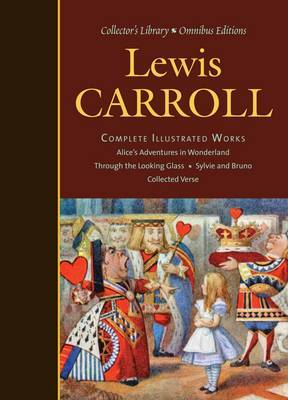 Collector's Library • Omnibus Editions
Lewis
CARROLL
COMPLETE ILLUSTRATED WORKS
Alice's Adventures in Wonderland
Through the Looking Glass • Sylvie and Bruno
Collected Verse